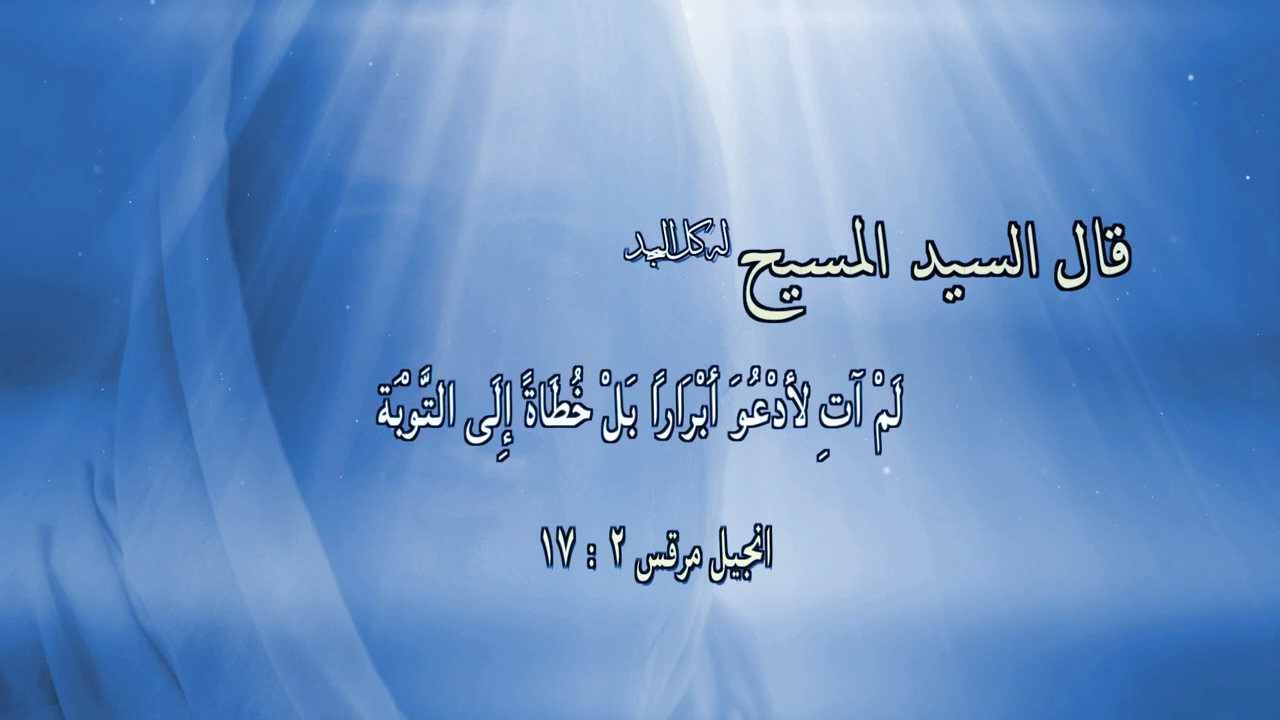 قال السيد المسيح له كل المجد
لَمْ آتِ لأَدْعُوَ أَبْرَاراً بَلْ خُطَاةً إِلَى التَّوْبَة
انجيل مرقس ٢ : ١٧